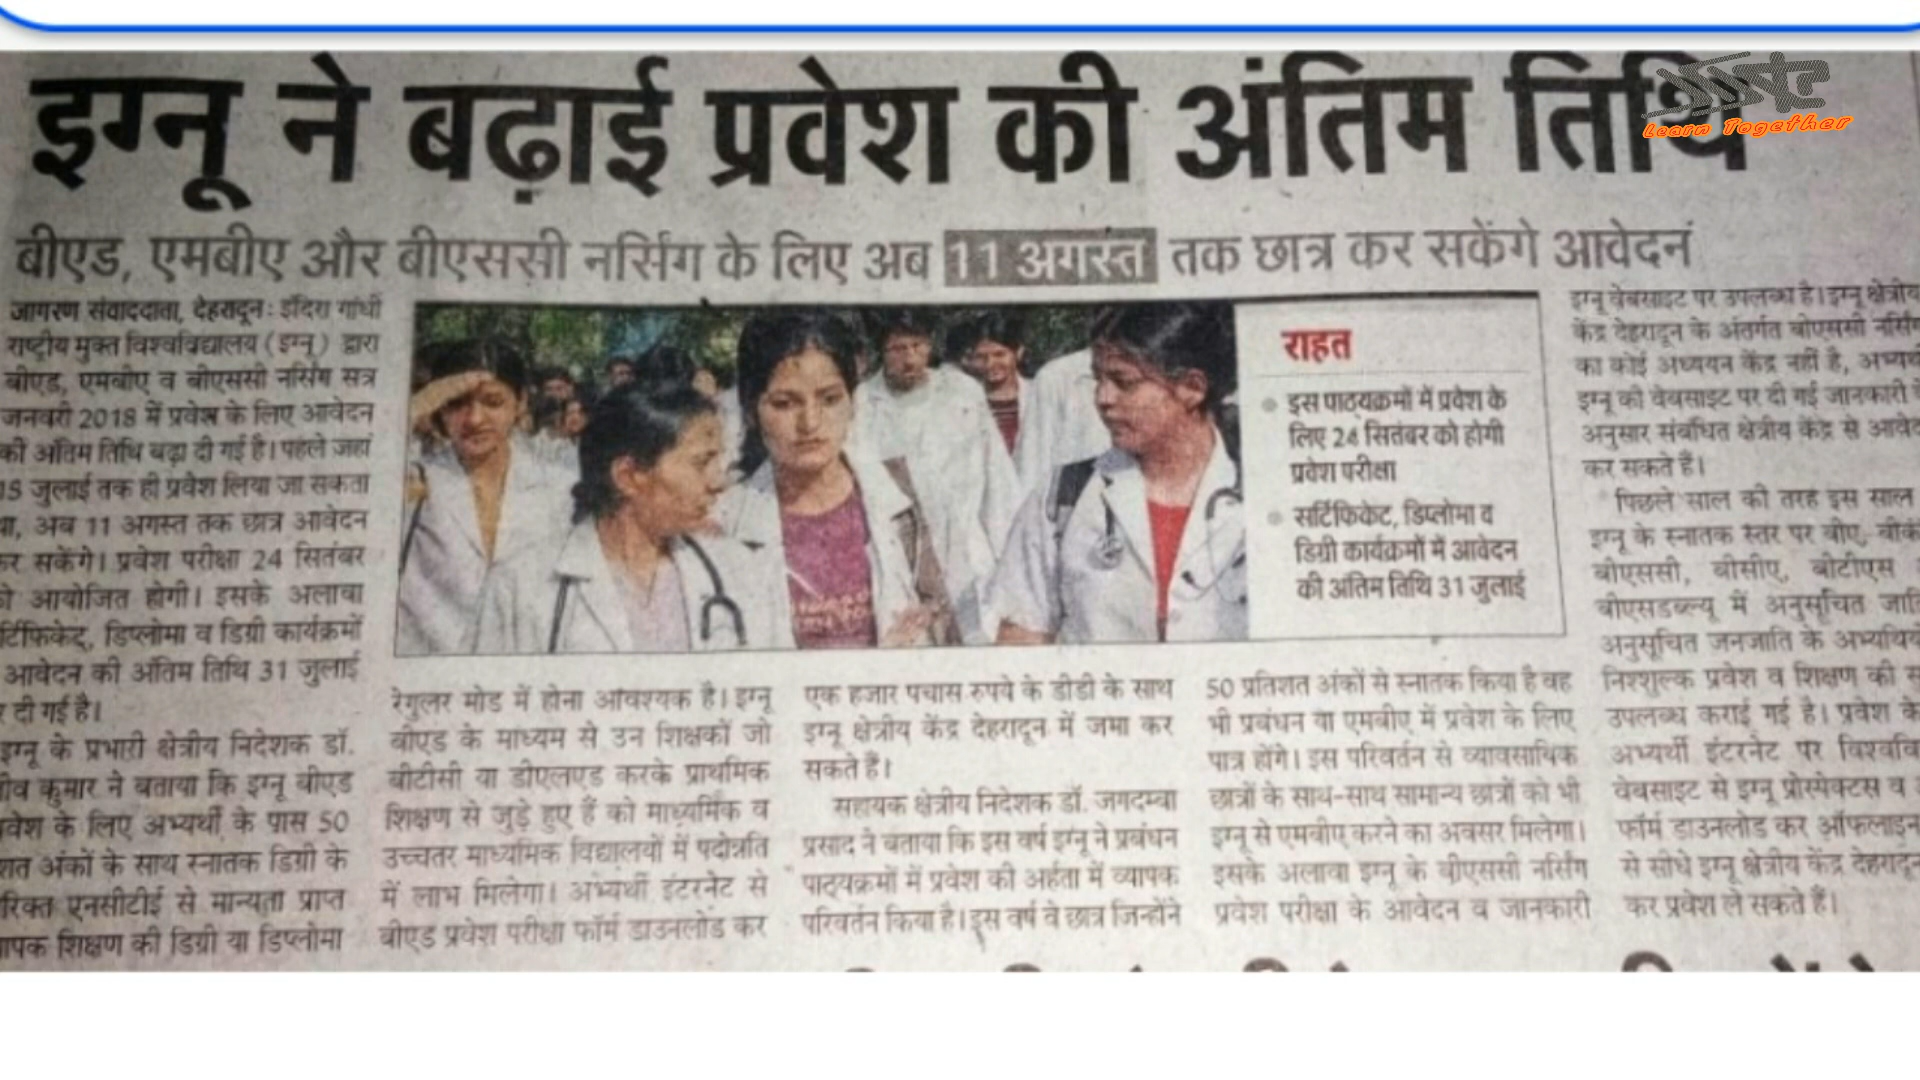 इग्नू ने बढ़ाई प्रवेश की अंतिम तिथि
Learn Together
बीएड, एमबीए और बीएससी नर्सिंग के लिए अब 11 अगस्त तक छात्र कर सकेंगे आवेदन
जागरण संवाददाता, देहरादून: इंदिरा गांधी
राष्ट्रीय मुक्त विश्वविद्यालय (इग्नू) द्वारा
बीएड, एमबीए व बीएससी नर्सिंग सत्र
जनवरी 2018 में प्रवेश के लिए आवेदन
की अंतिम तिथि बढ़ा दी गई है। पहले जहां
15 जुलाई तक ही प्रवेश लिया जा सकता
था, अब 11 अगस्त तक छात्र आवेदन
कर सकेंगे। प्रवेश परीक्षा 24 सितंबर
को आयोजित होगी। इसके अलावा
र्टिफिकेट, डिप्लोमा व डिग्री कार्यक्रमों
आवेदन की अंतिम तिथि 31 जुलाई
र दी गई है।
इग्नू के प्रभारी क्षेत्रीय निदेशक डॉ.
ीव कुमार ने बताया कि इग्नू बीएड
वेश के लिए अभ्यर्थी के पास 50
शत अंकों के साथ स्नातक डिग्री के
रिक्त एनसीटीई से मान्यता प्राप्त
ापक शिक्षण की डिग्री या डिप्लोमा
रेगुलर मोड में होना आवश्यक है। इग्नू
बीएड के माध्यम से उन शिक्षकों जो
बीटीसी या डीएलएड करके प्राथमिक
शिक्षण से जुड़े हुए हैं को माध्यमिक व
उच्चतर माध्यमिक विद्यालयों में पदोन्नति
में लाभ मिलेगा। अभ्यर्थी इंटरनेट से
बीएड प्रवेश परीक्षा फॉर्म डाउनलोड कर
एक हजार पचास रुपये के डीडी के साथ
इग्नू क्षेत्रीय केंद्र देहरादून में जमा कर
सकते हैं।
सहायक क्षेत्रीय निदेशक डॉ. जगदम्बा
प्रसाद ने बताया कि इस वर्ष इग्नू ने प्रबंधन
पाठ्यक्रमों में प्रवेश की अर्हता में व्यापक
परिवर्तन किया है। इस वर्ष वे छात्र जिन्होंने
राहत
इस पाठ्यक्रमों में प्रवेश के
लिए 24 सितंबर को होगी
प्रवेश परीक्षा
सर्टिफिकेट, डिप्लोमा व
डिग्री कार्यक्रमों में आवेदन
की अंतिम तिथि 31 जुलाई
50 प्रतिशत अंकों से स्नातक किया है वह
भी प्रबंधन या एमबीए में प्रवेश के लिए
पात्र होंगे। इस परिवर्तन से व्यावसायिक
छात्रों के साथ-साथ सामान्य छात्रों को भी
इग्नू से एमबीए करने का अवसर मिलेगा।
इसके अलावा इग्नू के बीएससी नर्सिंग
प्रवेश परीक्षा के आवेदन व जानकारी
इग्नू वेबसाइट पर उपलब्ध है। इग्नू क्षेत्रीय
केंद्र देहरादून के अंतर्गत बीएससी नर्सिंग
का कोई अध्ययन केंद्र नहीं है, अभ्यर्थ
इग्नू की वेबसाइट पर दी गई जानकारी के
अनुसार संबंधित क्षेत्रीय केंद्र से आवेद
कर सकते हैं।
पिछले साल की तरह इस साल
इग्नू के स्नातक स्तर पर बीए, बीकॉ
बीएससी, बीसीए, बीटीएस
बीएसडब्ल्यू में अनुसूचित जाति
अनुसूचित जनजाति के अभ्यर्थियों
निशुल्क प्रवेश व शिक्षण की सु
उपलब्ध कराई गई है। प्रवेश के
अभ्यर्थी इंटरनेट पर विश्ववि
वेबसाइट से इग्नू प्रोस्पेक्टस व
फॉर्म डाउनलोड कर ऑफलाइन
से सीधे इग्नू क्षेत्रीय केंद्र देहरादून
कर प्रवेश ले सकते हैं।